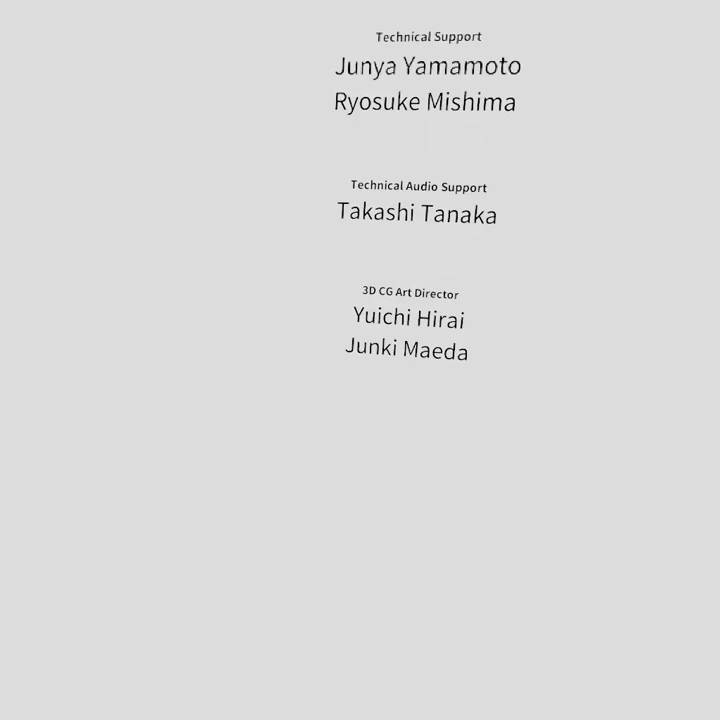 Technical Support
Junya Yamamoto
Ryosuke Mishima
Technical Audio Support
Takashi Tanaka
3D CG Art Director
Yuichi Hirai
Junki Maeda